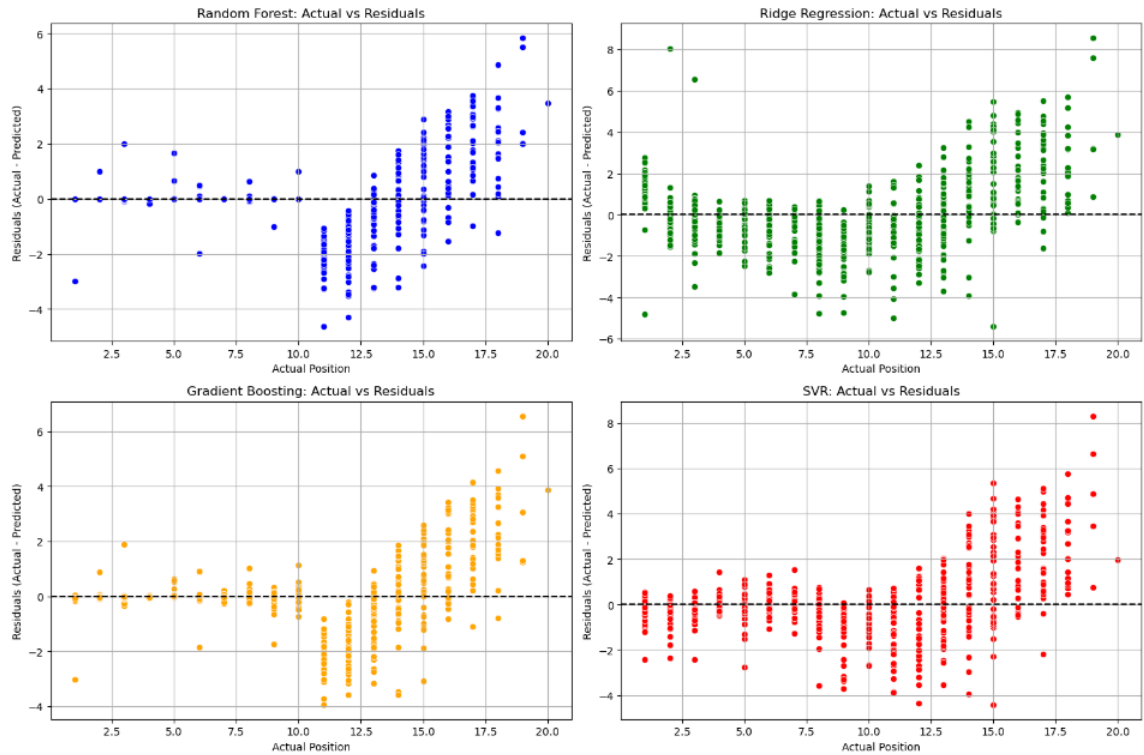 Random Forest: Actual vs Residuals
Residuals (Actual - Predicted)
6
4
2
0
−2
−4
2.5 5.0 7.5 10.0 12.5 15.0 17.5 20.0
Actual Position
Ridge Regression: Actual vs Residuals
Residuals (Actual - Predicted)
8
6
4
2
0
−2
−4
−6
2.5 5.0 7.5 10.0 12.5 15.0 17.5 20.0
Actual Position
Gradient Boosting: Actual vs Residuals
Residuals (Actual - Predicted)
6
4
2
0
−2
−4
2.5 5.0 7.5 10.0 12.5 15.0 17.5 20.0
Actual Position
SVR: Actual vs Residuals
Residuals (Actual - Predicted)
8
6
4
2
0
−2
−4
2.5 5.0 7.5 10.0 12.5 15.0 17.5 20.0
Actual Position